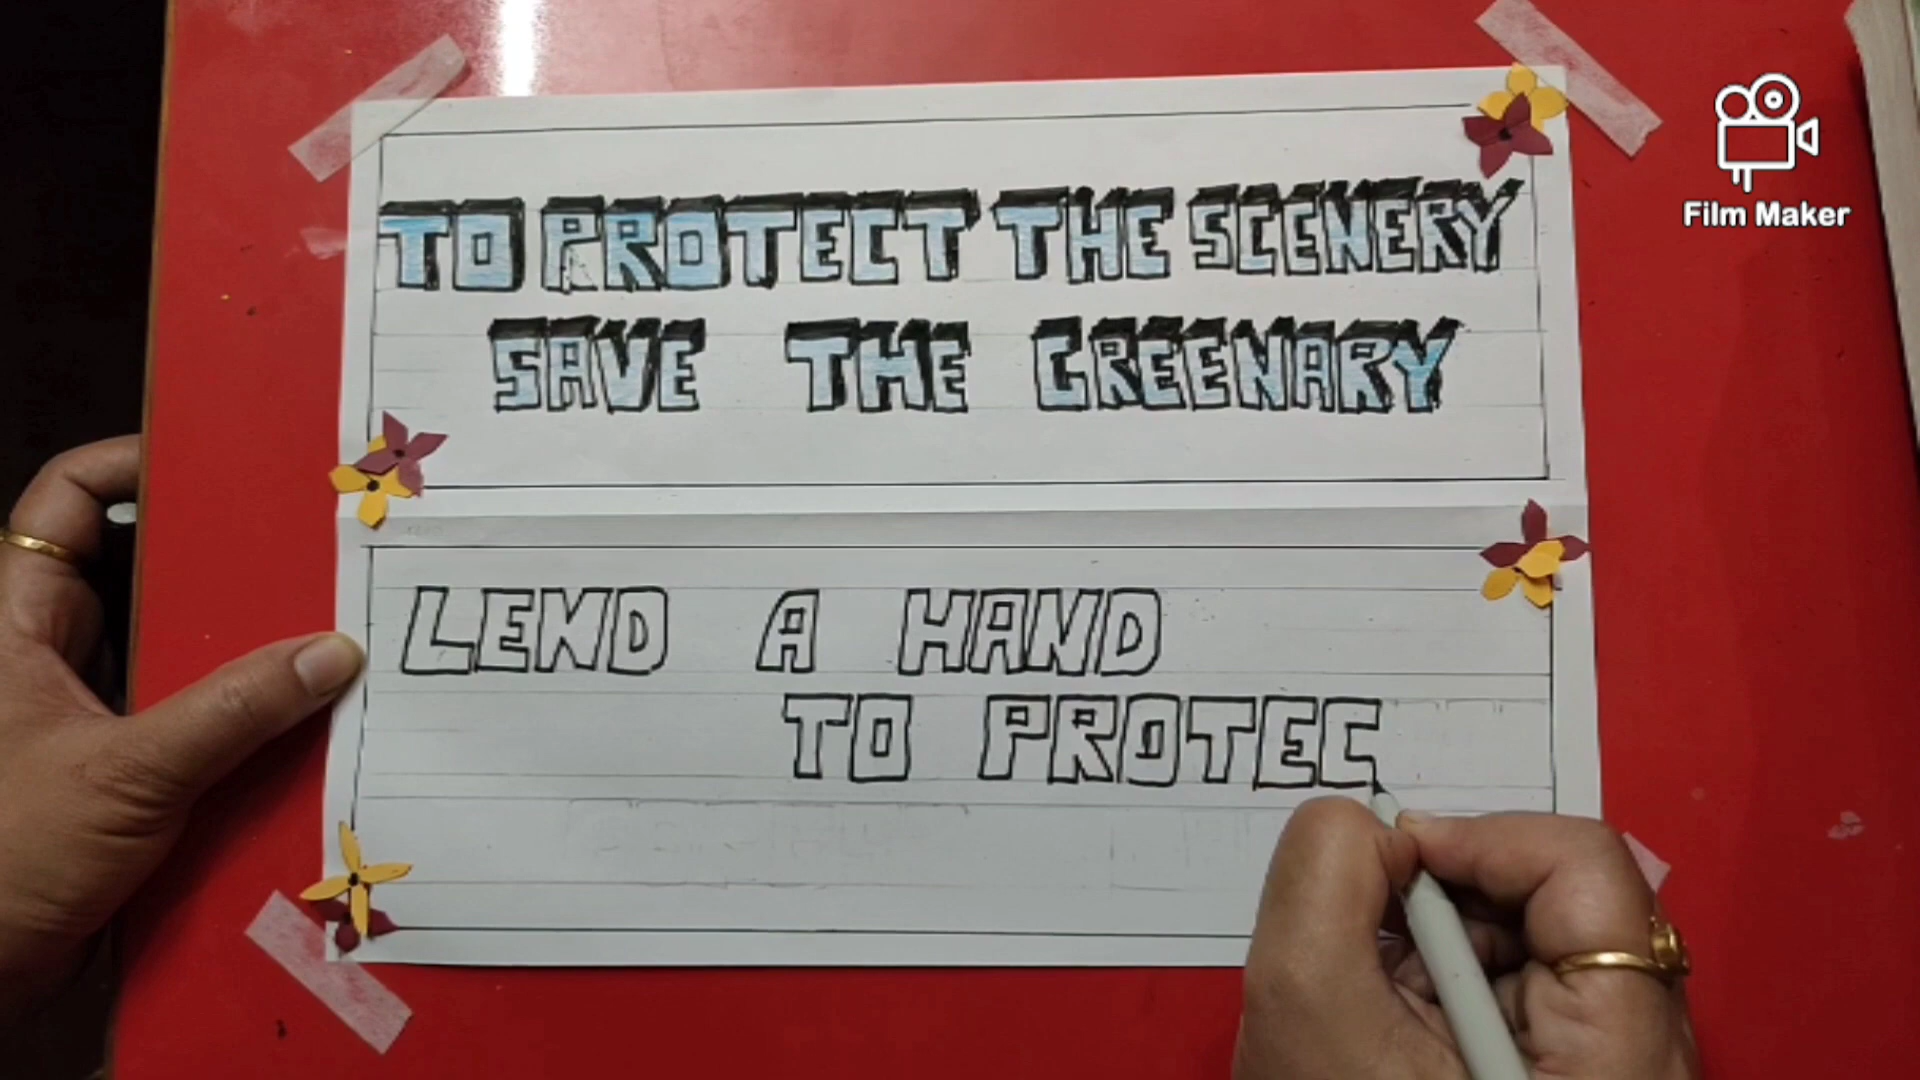 TO PROTECT THE SCENERY
SAVE THE GREENARY
LEND A HAND
TO PROTEC
Film Maker